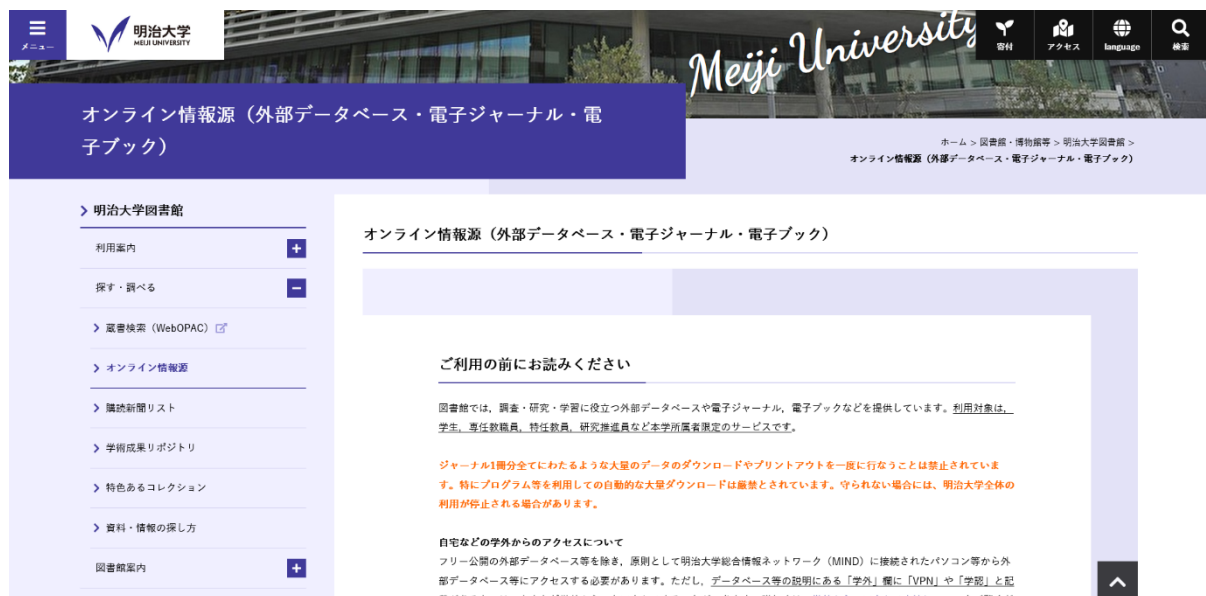 メニュー
明治大学
MEIJI UNIVERSITY
Meiji University
寄付
アクセス
language
検索
オンライン情報源（外部データベース・電子ジャーナル・電
子ブック）
ホーム > 図書館・博物館等 > 明治大学図書館 >
オンライン情報源（外部データベース・電子ジャーナル・電子ブック）
明治大学図書館
利用案内
探す・調べる
蔵書検索（WebOPAC）
オンライン情報源
購読新聞リスト
学術成果リポジトリ
特色あるコレクション
資料・情報の探し方
図書館案内
オンライン情報源（外部データベース・電子ジャーナル・電子ブック）
ご利用の前にお読みください
図書館では，調査・研究・学習に役立つ外部データベースや電子ジャーナル，電子ブックなどを提供しています。利用対象は，
学生，専任教職員，特任教員，研究推進員など本学所属者限定のサービスです。
ジャーナル1冊分全てにわたるような大量のデータのダウンロードやプリントアウトを一度に行なうことは禁止されていま
す。特にプログラム等を利用しての自動的な大量ダウンロードは厳禁とされています。守られない場合には、明治大学全体の
利用が停止される場合があります。
自宅などの学外からのアクセスについて
フリー公開の外部データベース等を除き，原則として明治大学総合情報ネットワーク（MIND）に接続されたパソコン等から外
部データベース等にアクセスする必要があります。ただし，データベース等の説明にある「学外」欄に「VPN」や「学認」と記